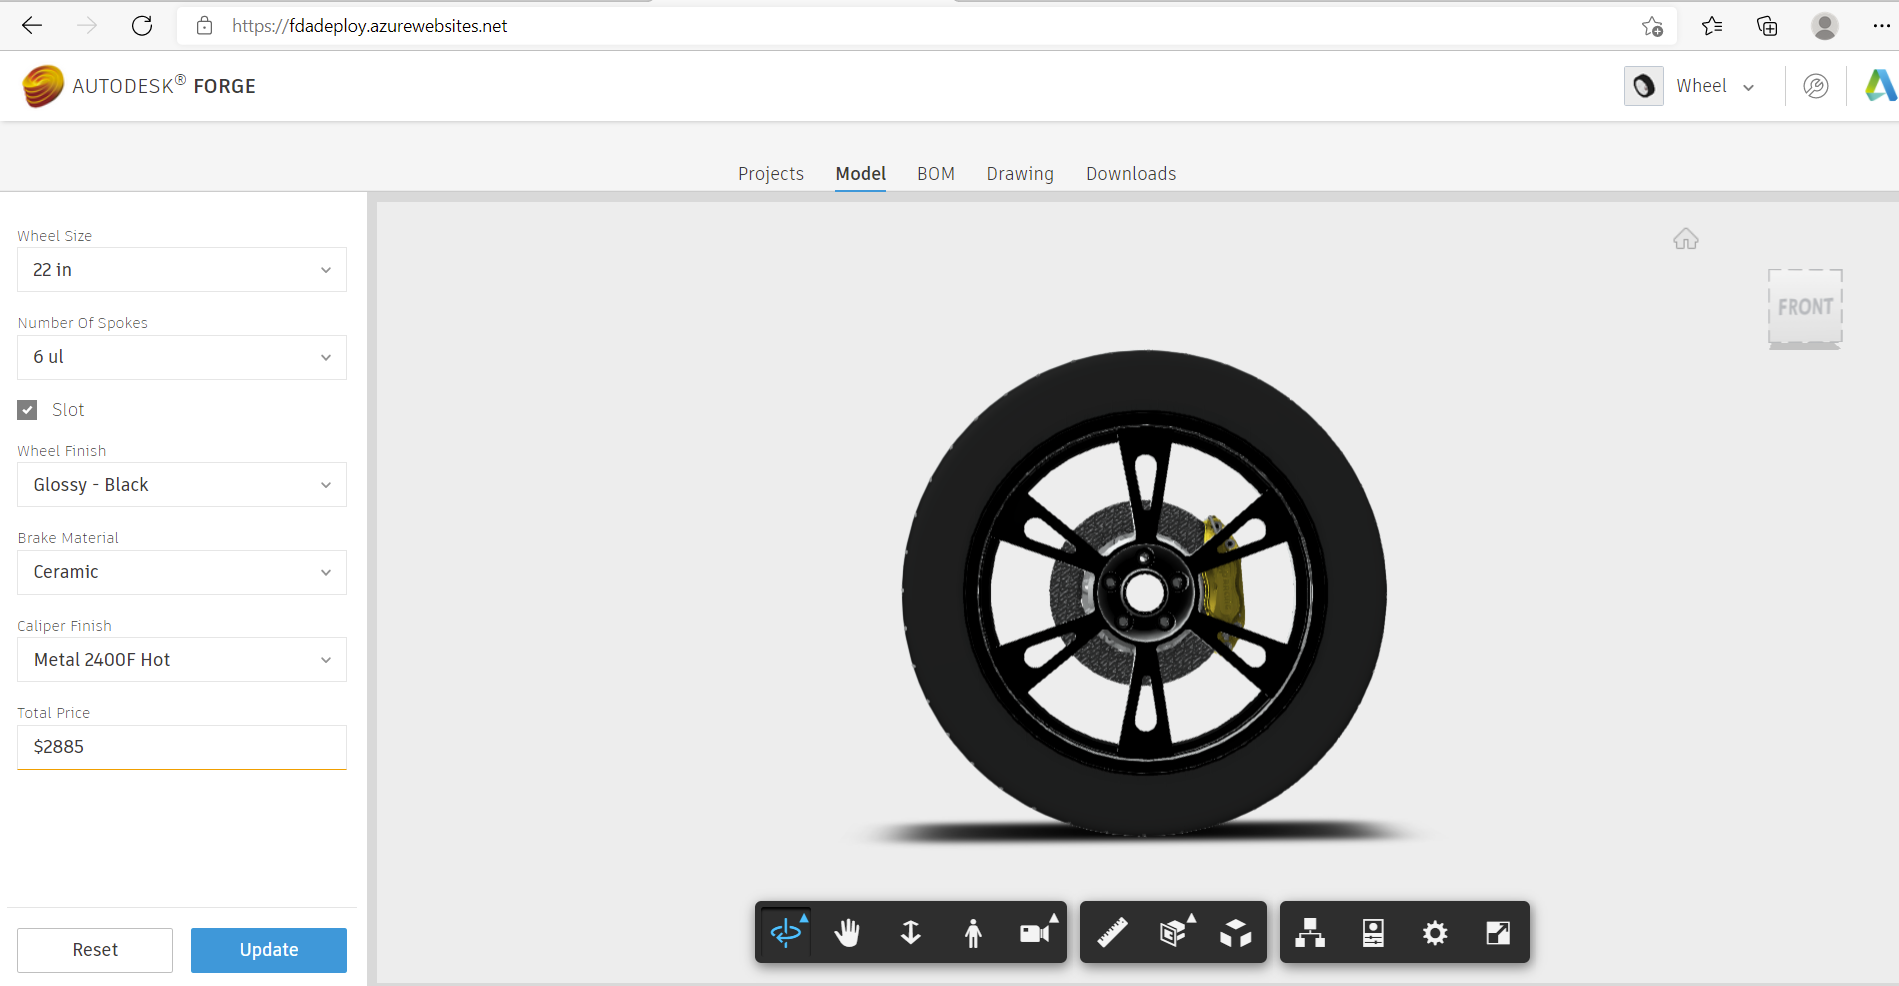 https://fdadeploy.azurewebsites.net
AUTODESK® FORGE
Wheel
Projects Model BOM Drawing Downloads
Wheel Size
22 in
Number Of Spokes
6 ul
Slot
Wheel Finish
Glossy - Black
Brake Material
Ceramic
Caliper Finish
Metal 2400F Hot
Total Price
$2885
Reset Update
FRONT